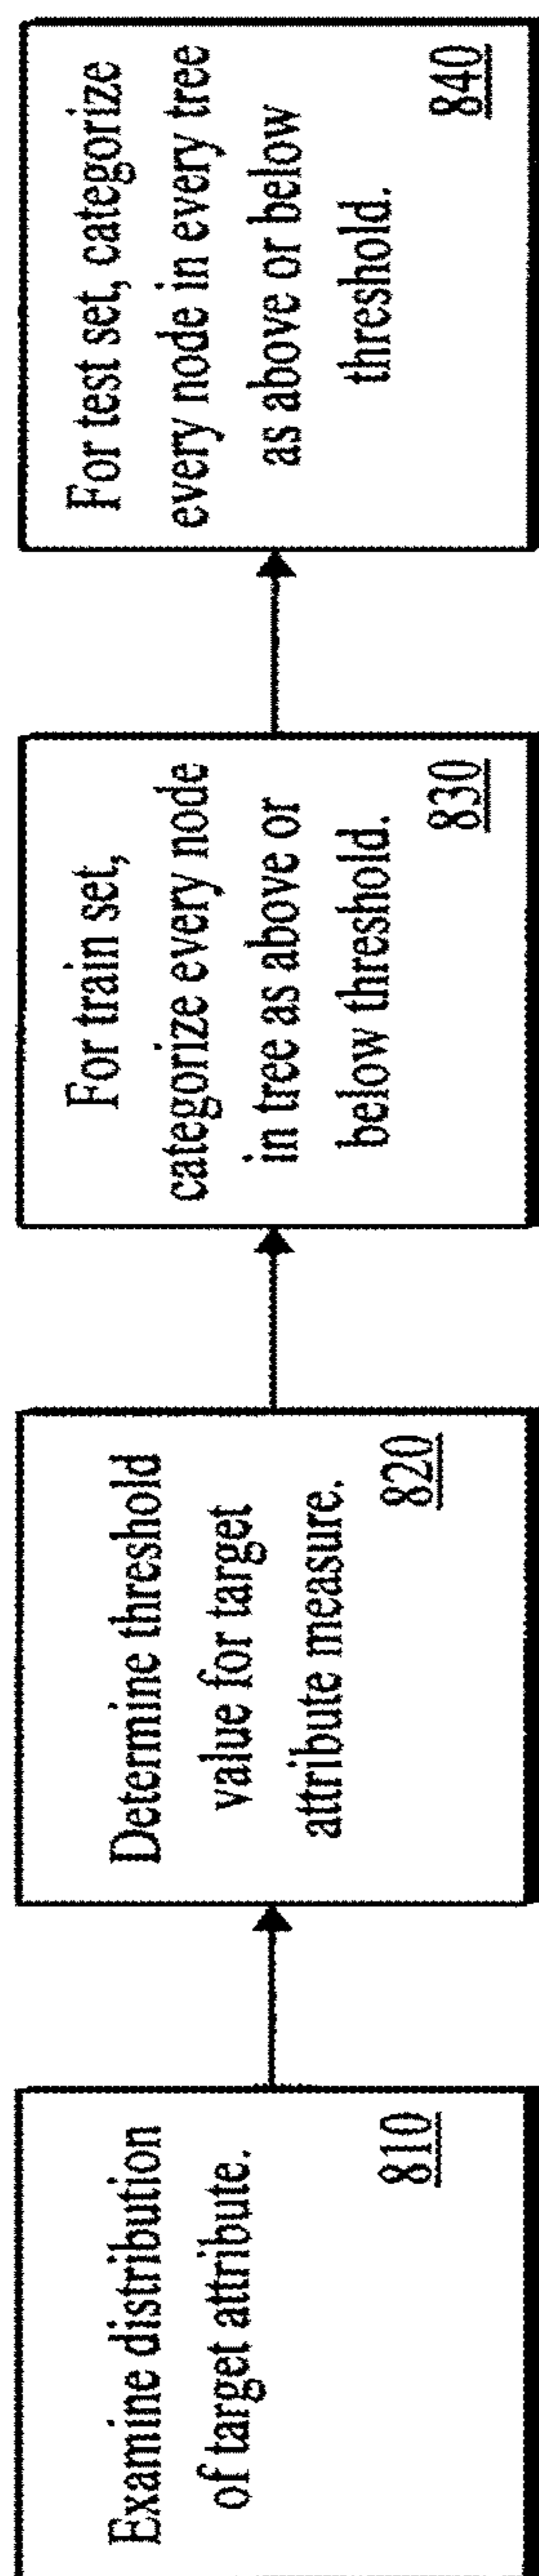 Examine distribution
of target attribute.
810
Determine threshold
value for target
attribute measure.
820
For train set,
categorize every node
in tree as above or
below threshold.
830
For test set, categorize
every node in every tree
as above or below
threshold.
840